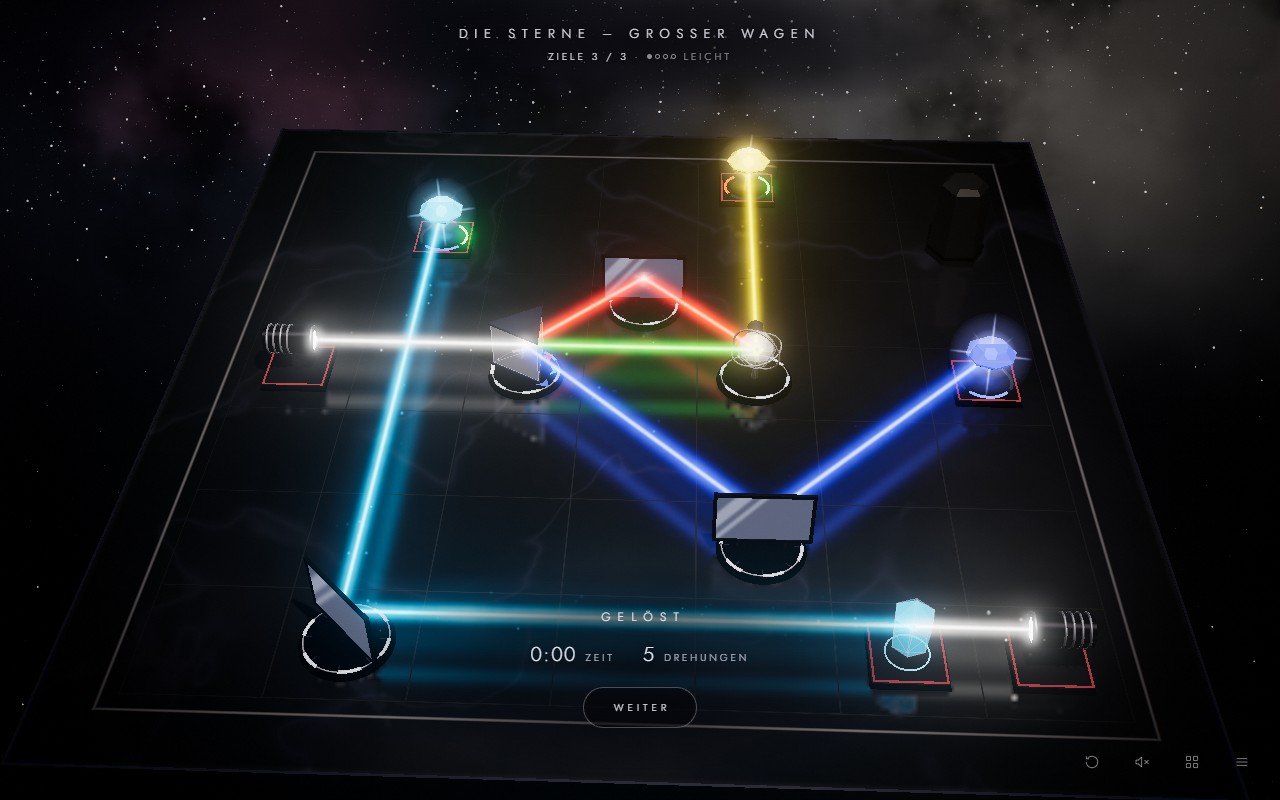 DIE STERNE – GROSSER WAGEN
ZIELE 3 / 3 · ●○○○ LEICHT
GELÖST
0:00 ZEIT 5 DREHUNGEN
WEITER